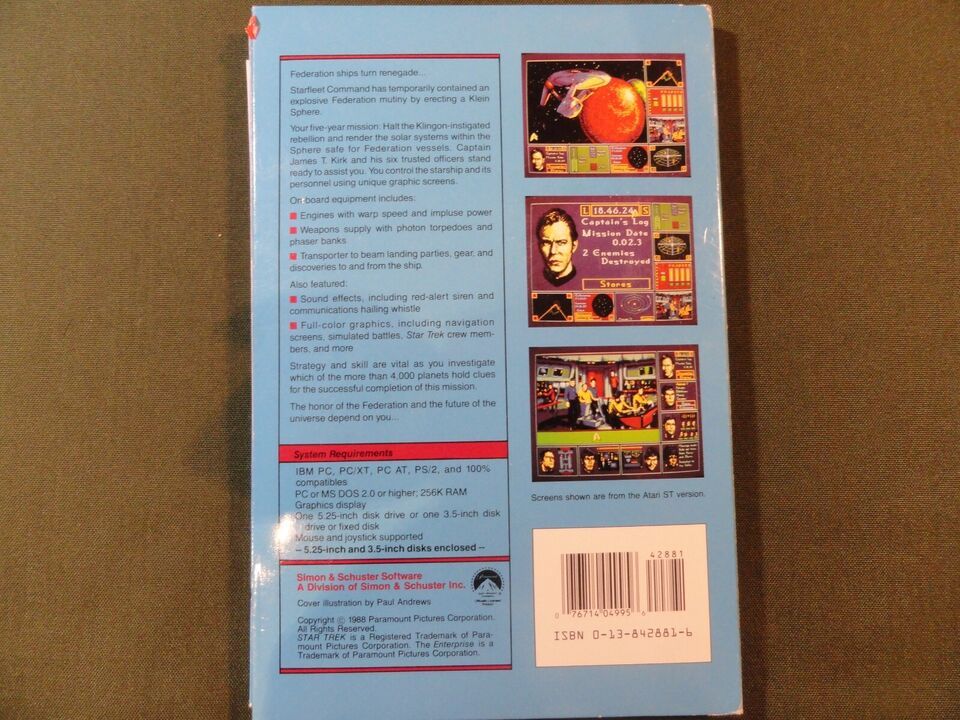 Federation ships turn renegade...
Starfleet Command has temporarily contained an
explosive Federation mutiny by erecting a Klein
Sphere.
Your five-year mission: Halt the Klingon-instigated
rebellion and render the solar systems within the
Sphere safe for Federation vessels. Captain
James T. Kirk and his six trusted officers stand
ready to assist you. You control the starship and its
personnel using unique graphic screens.
On-board equipment includes:
Engines with warp speed and impluse power
Weapons supply with photon torpedoes and
phaser banks
Transporter to beam landing parties, gear, and
discoveries to and from the ship.
Also featured:
Sound effects, including red-alert siren and
communications hailing whistle
Full-color graphics, including navigation
screens, simulated battles, Star Trek crew mem-
bers, and more
Strategy and skill are vital as you investigate
which of the more than 4,000 planets hold clues
for the successful completion of this mission.
The honor of the Federation and the future of the
universe depend on you...
System Requirements
IBM PC, PC/XT, PC AT, PS/2, and 100%
compatibles
PC or MS DOS 2.0 or higher; 256K RAM
Graphics display
One 5.25-inch disk drive or one 3.5-inch disk
drive or fixed disk
Mouse and joystick supported
-- 5.25-inch and 3.5-inch disks enclosed --
Simon & Schuster Software
A Division of Simon & Schuster Inc.
Cover illustration by Paul Andrews
Copyright © 1988 Paramount Pictures Corporation.
All Rights Reserved.
STAR TREK is a Registered Trademark of Para-
mount Pictures Corporation. The Enterprise is a
Trademark of Paramount Pictures Corporation.
L 18.46.24 S
Captain's Log
Mission Date
0.02.3
2 Enemies
Destroyed
Stores
Screens shown are from the Atari ST version.
42881
0 76714 04995 6
ISBN 0-13-842881-6